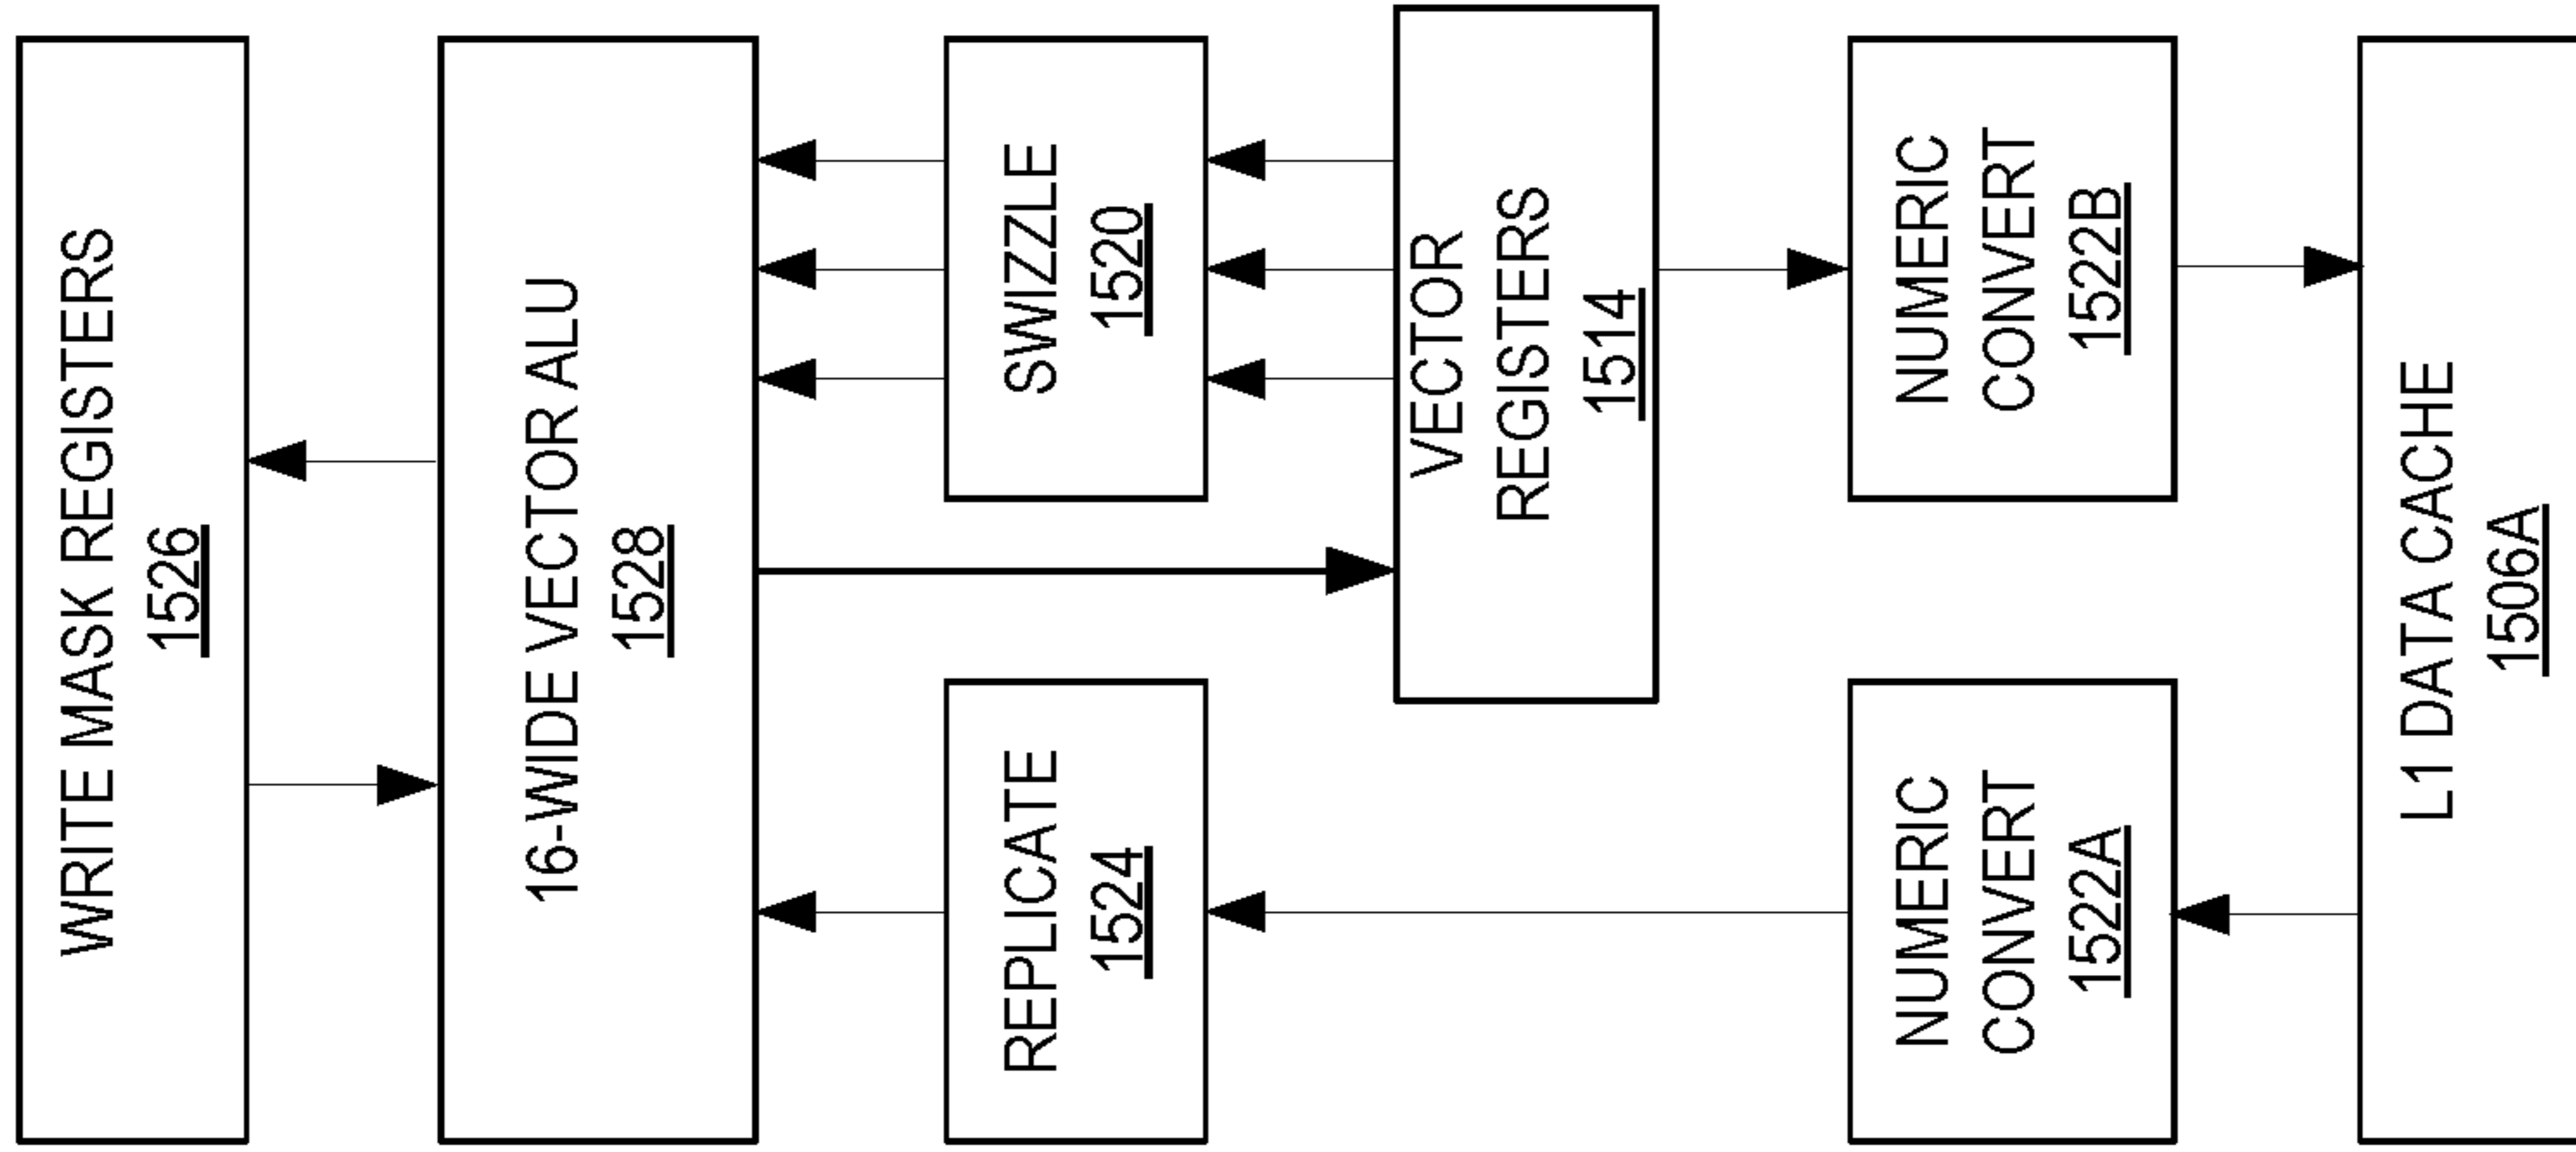 WRITE MASK REGISTERS
1526
16-WIDE VECTOR ALU
1528
REPLICATE
1524
SWIZZLE
1520
VECTOR
REGISTERS
1514
NUMERIC
CONVERT
1522A
NUMERIC
CONVERT
1522B
L1 DATA CACHE
1506A